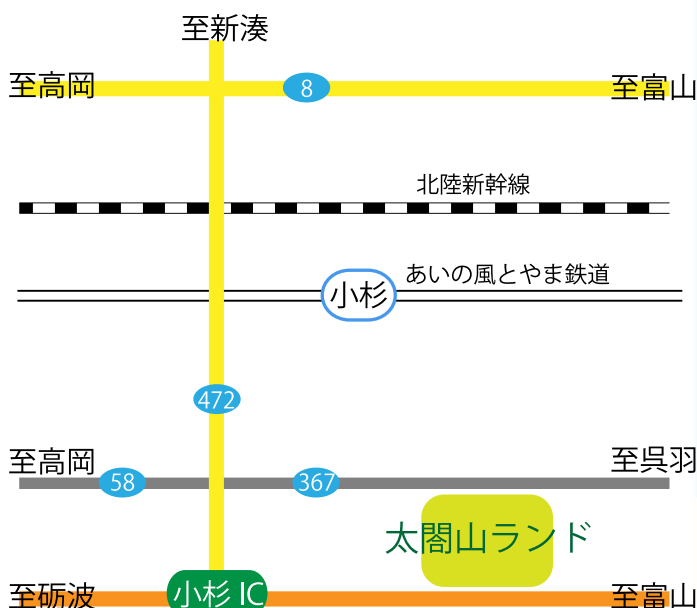 至新湊
至高岡
8
至富山
北陸新幹線
あいの風とやま鉄道
小杉
472
至高岡
至呉羽
58
367
太閤山ランド
至砺波
小杉 IC
至富山